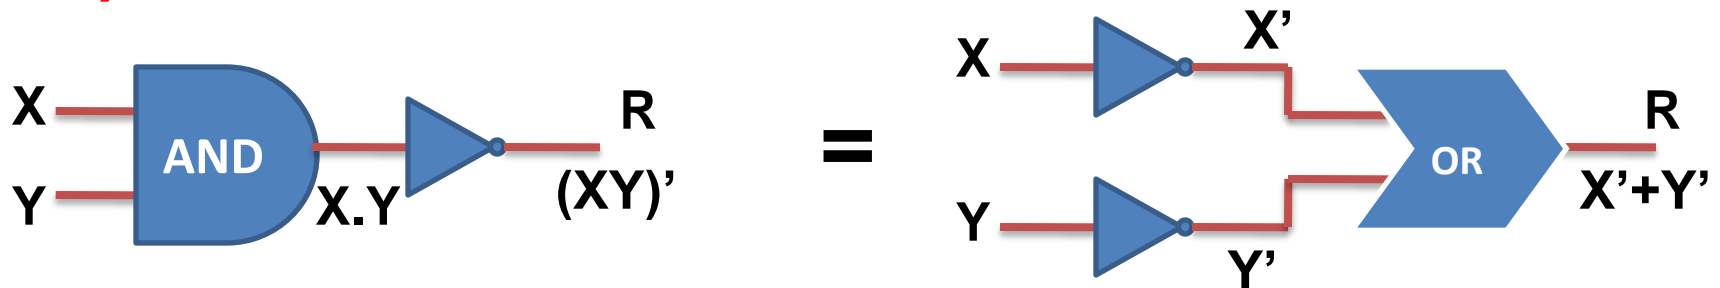 X
Y
AND
X.Y
R
(XY)’
=
X
X’
Y
Y’
OR
R
X’+Y’